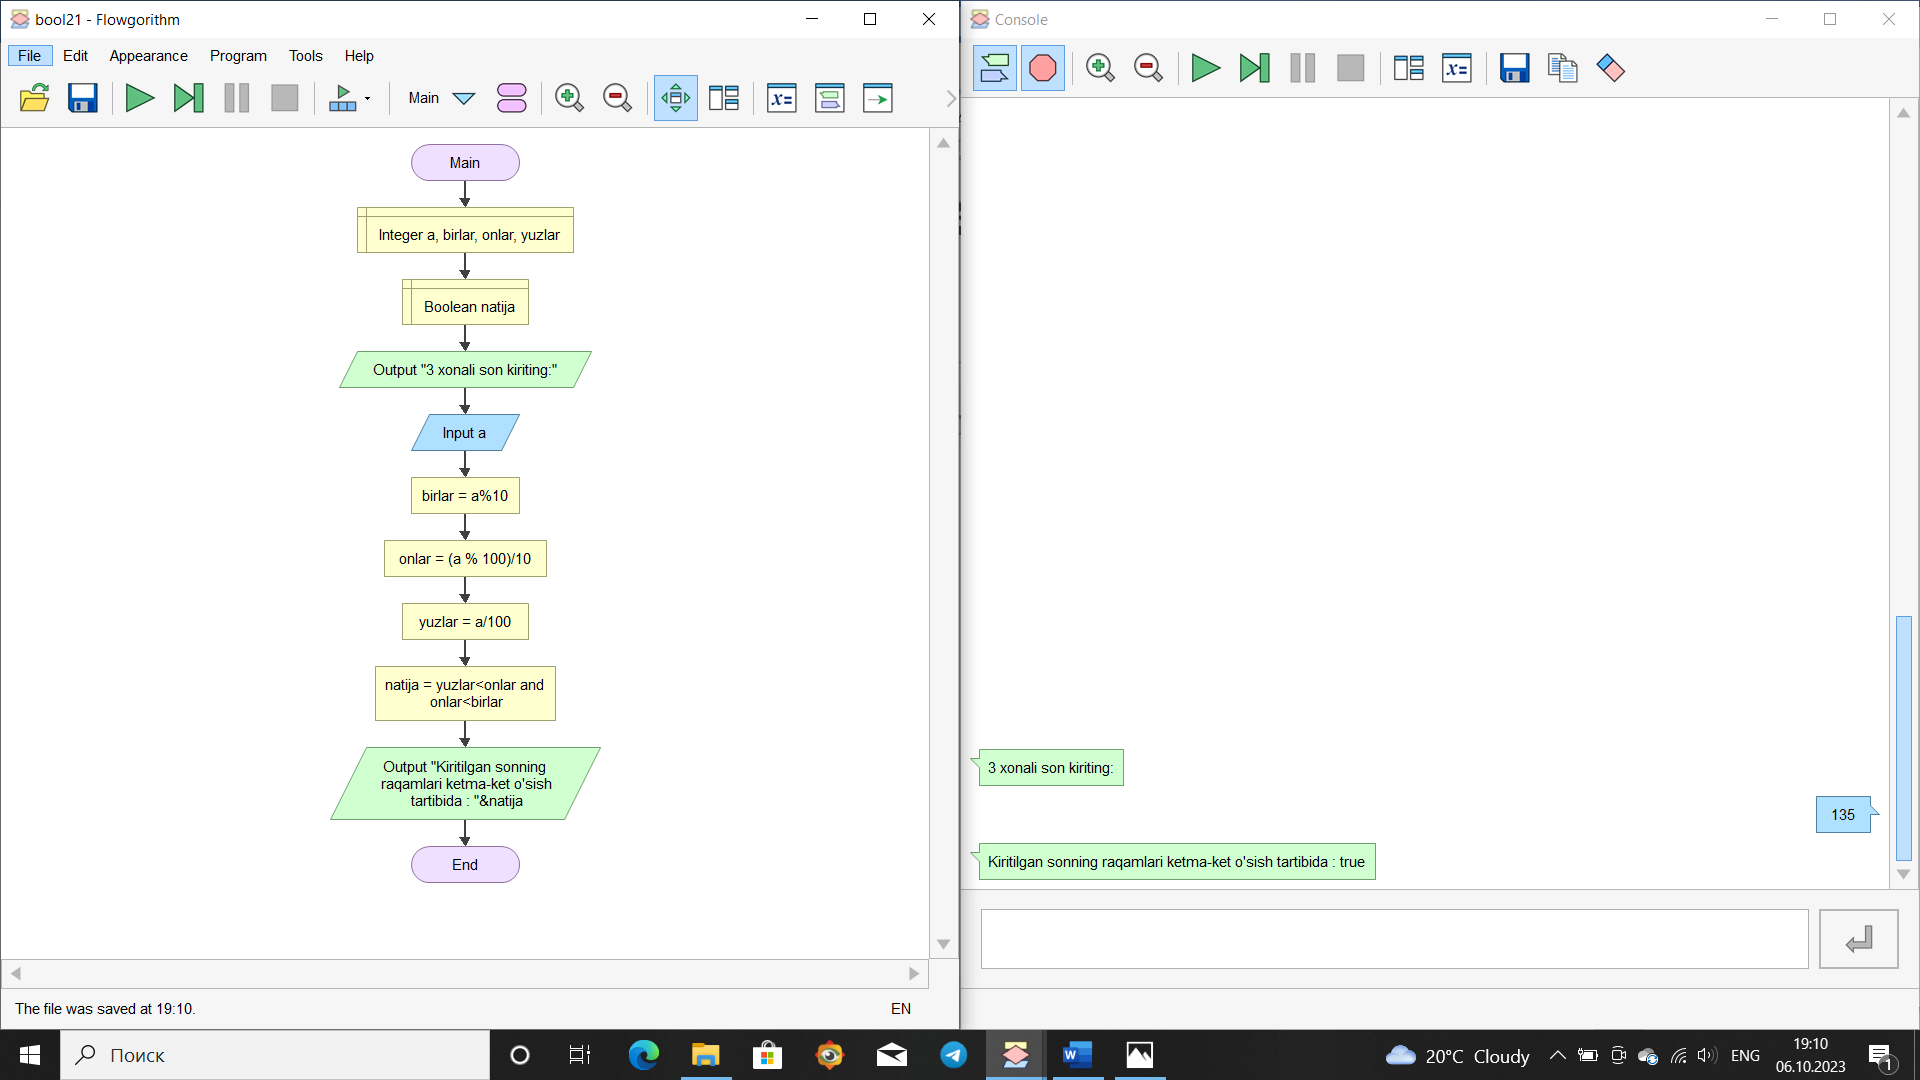 bool21 - Flowgorithm
File Edit Appearance Program Tools Help
Main
Main
Integer a, birlar, onlar, yuzlar
Boolean natija
Output "3 xonali son kiriting:"
Input a
birlar = a%10
onlar = (a % 100)/10
yuzlar = a/100
natija = yuzlar<onlar and
onlar<birlar
Output "Kiritilgan sonning
raqamlari ketma-ket o'sish
tartibida : "&natija
End
The file was saved at 19:10.
EN
Console
x=
x=
3 xonali son kiriting:
135
Kiritilgan sonning raqamlari ketma-ket o'sish tartibida : true
Поиск
W
20°C Cloudy
ENG
19:10
06.10.2023
1